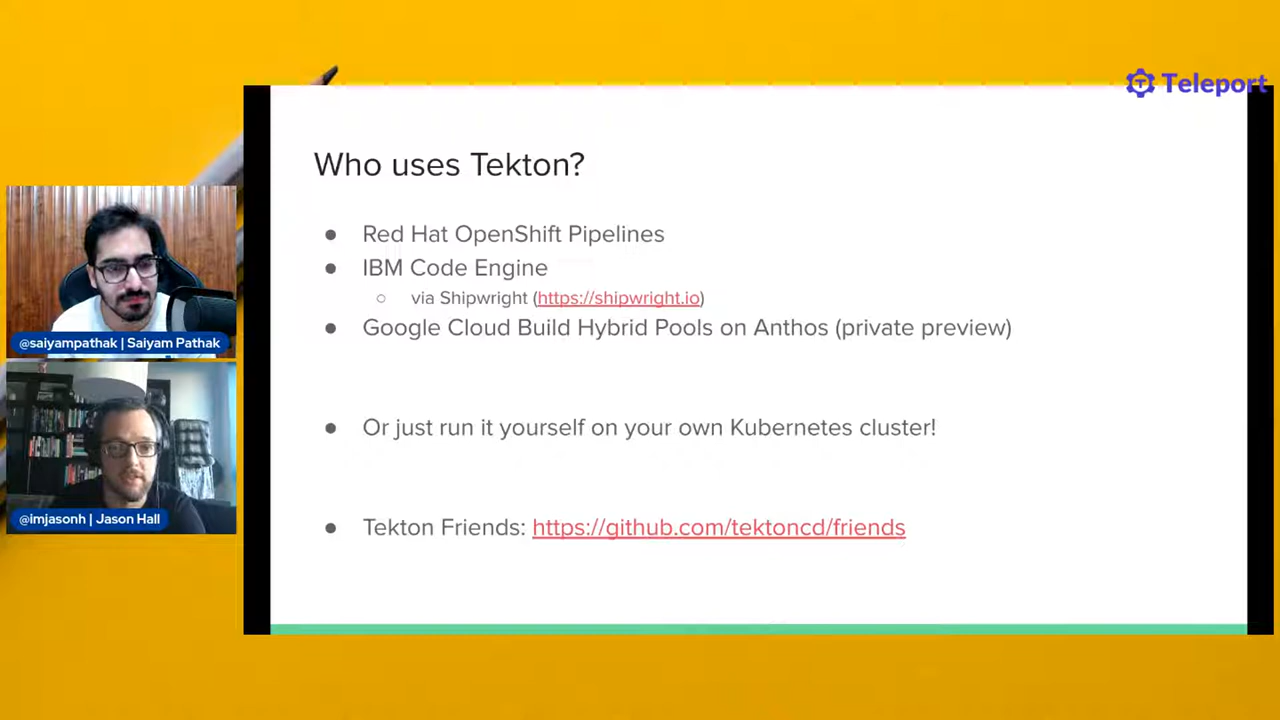 Teleport
Who uses Tekton?
● Red Hat OpenShift Pipelines
● IBM Code Engine
○ via Shipwright (https://shipwright.io)
● Google Cloud Build Hybrid Pools on Anthos (private preview)
● Or just run it yourself on your own Kubernetes cluster!
● Tekton Friends: https://github.com/tektoncd/friends
@saiyampathak | Saiyam Pathak
@imjasonh | Jason Hall